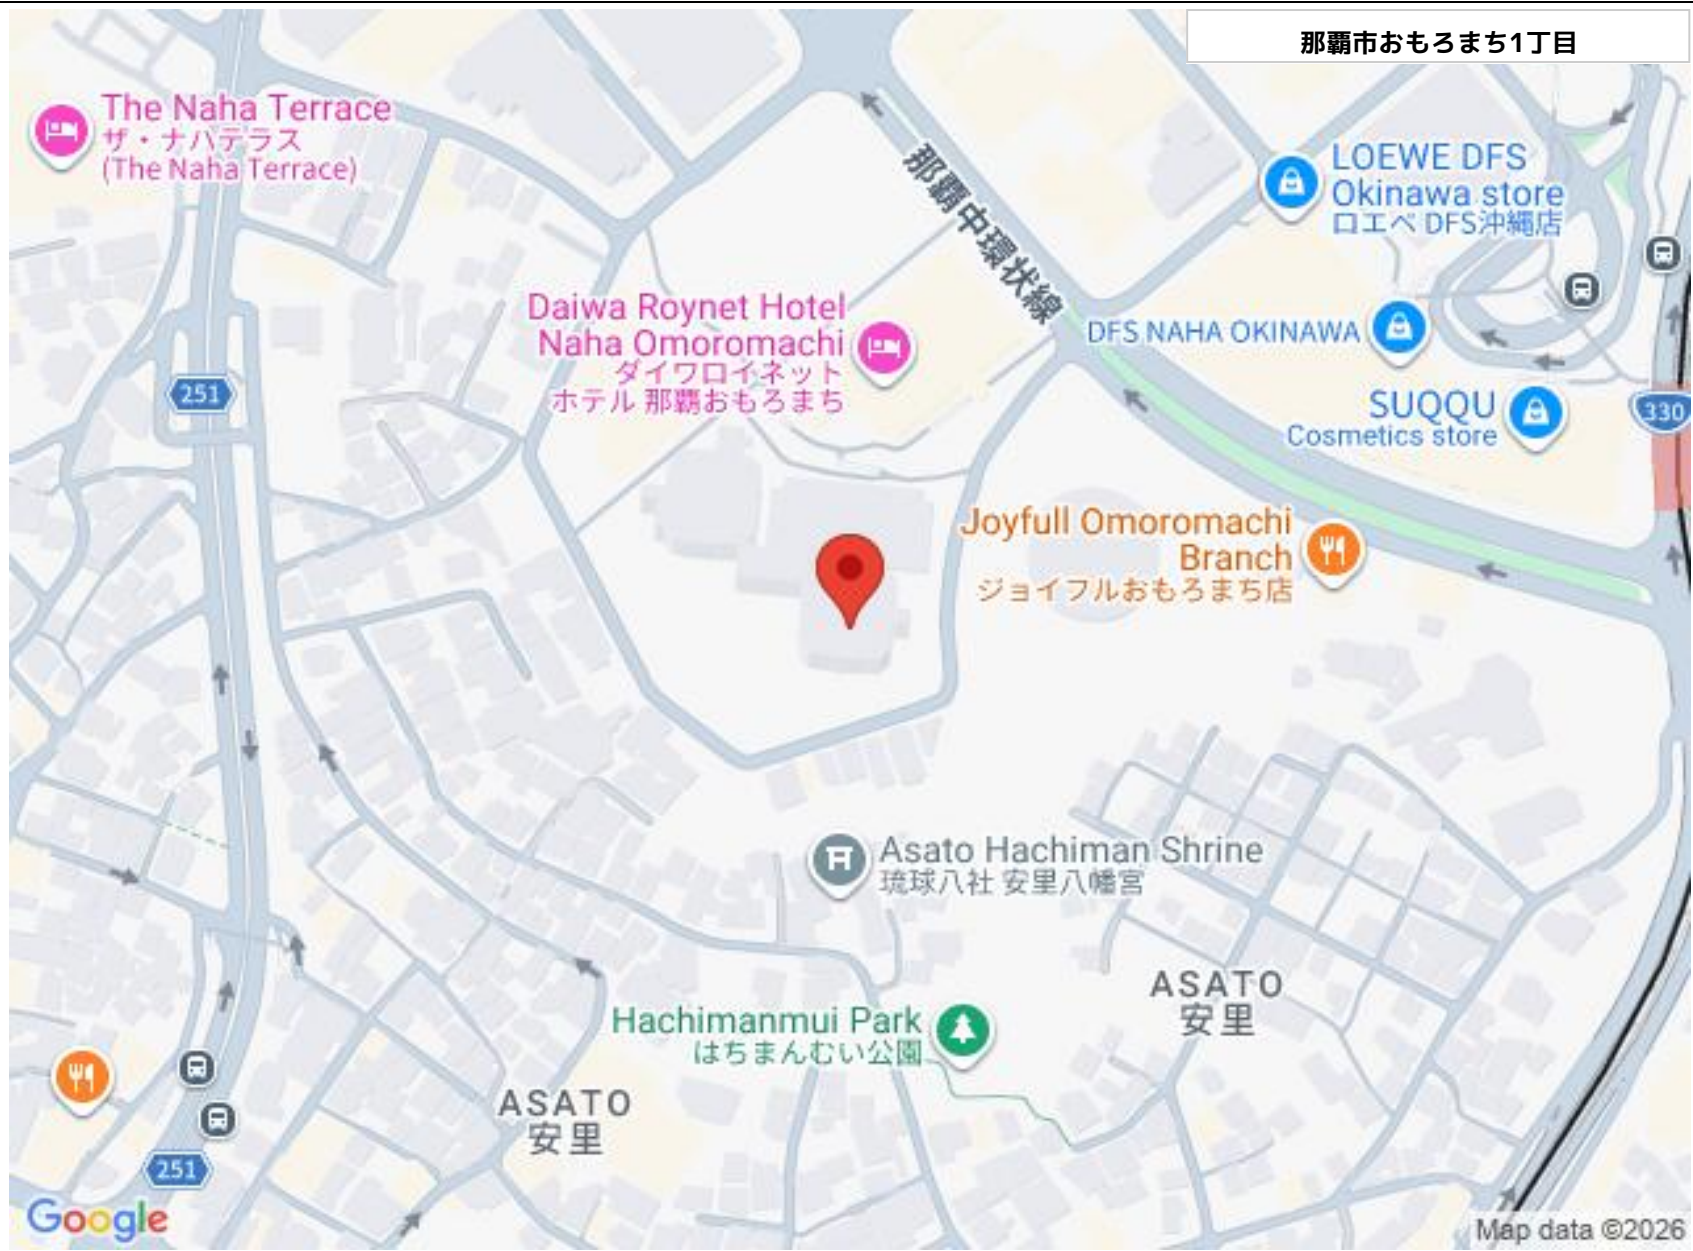 那覇市おもろまち1丁目
The Naha Terrace
ザ・ナハテラス
(The Naha Terrace)
那覇中環状線
LOEWE DFS
Okinawa store
ロエベ DFS沖縄店
Daiwa Roynet Hotel
Naha Omoromachi
ダイワロイネット
ホテル 那覇おもろまち
DFS NAHA OKINAWA
251
SUQQU
Cosmetics store
330
Joyfull Omoromachi
Branch
ジョイフルおもろまち店
Asato Hachiman Shrine
琉球八社 安里八幡宮
ASATO
安里
Hachimanmui Park
はちまんむい公園
ASATO
安里
251
Google
Map data ©2026